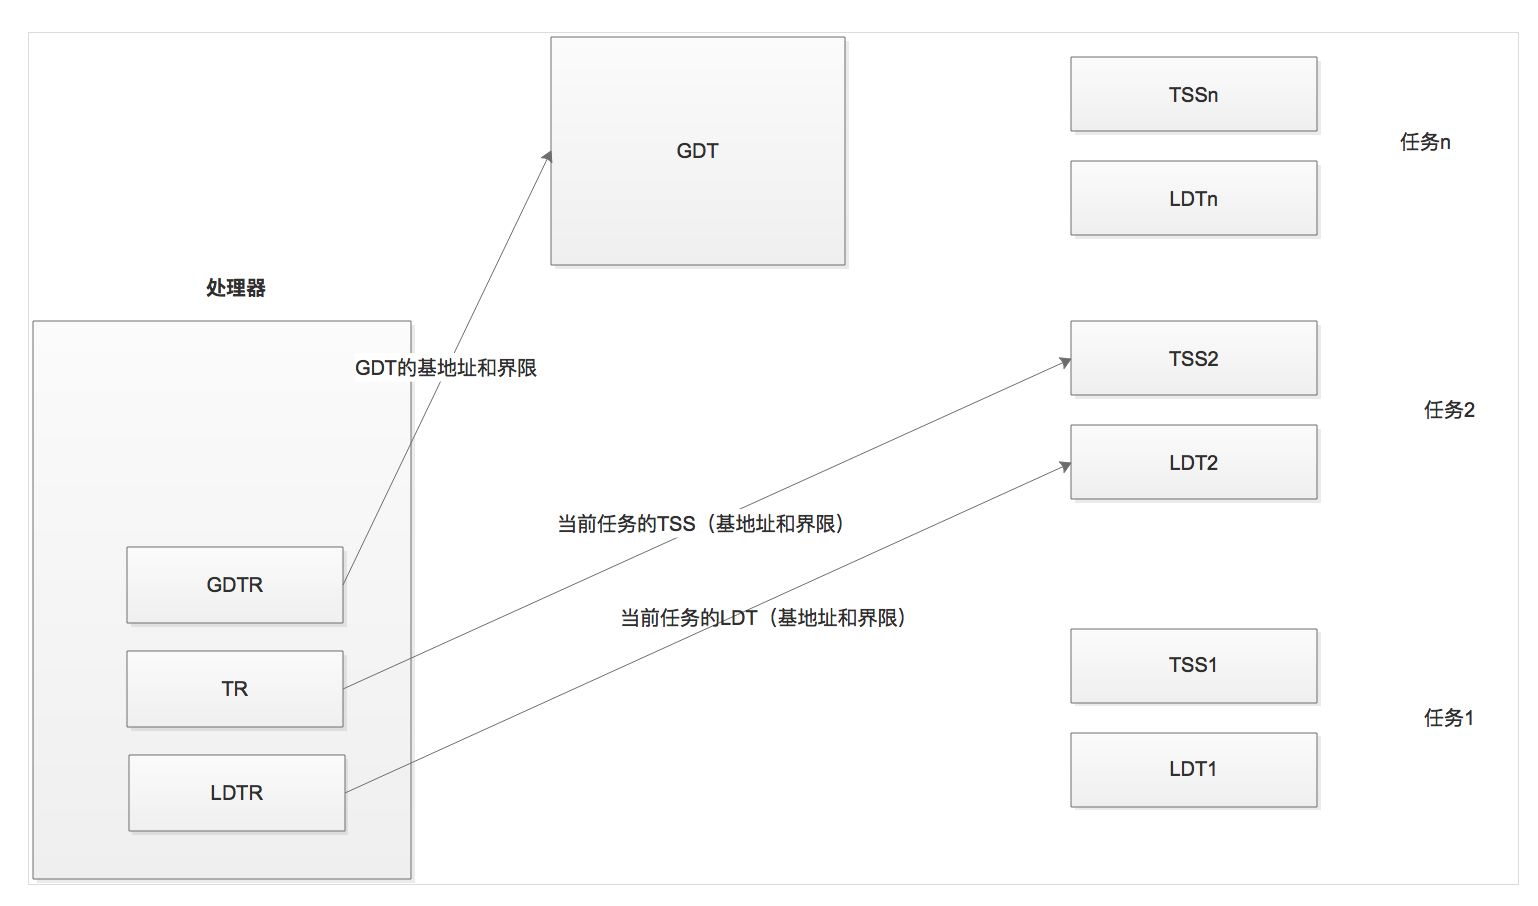 GDT
TSSn
任务n
LDTn
处理器
GDT的基地址和界限
TSS2
任务2
LDT2
当前任务的TSS（基地址和界限）
GDTR
当前任务的LDT（基地址和界限）
TR
TSS1
任务1
LDT1
LDTR